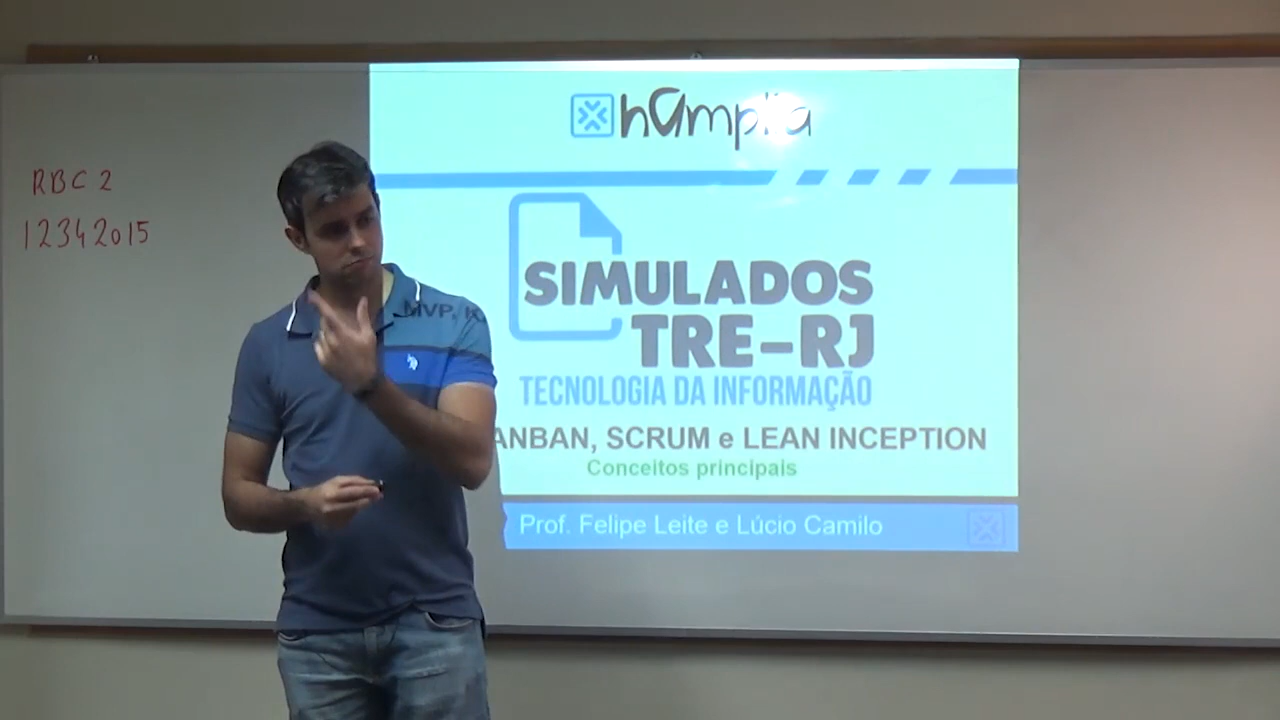 RBC 2
12342015
hamplia
SIMULADOS
TRE-RJ
TECNOLOGIA DA INFORMAÇÃO
MVP,
ANBAN, SCRUM e LEAN INCEPTION
Conceitos principais
Prof. Felipe Leite e Lúcio Camilo